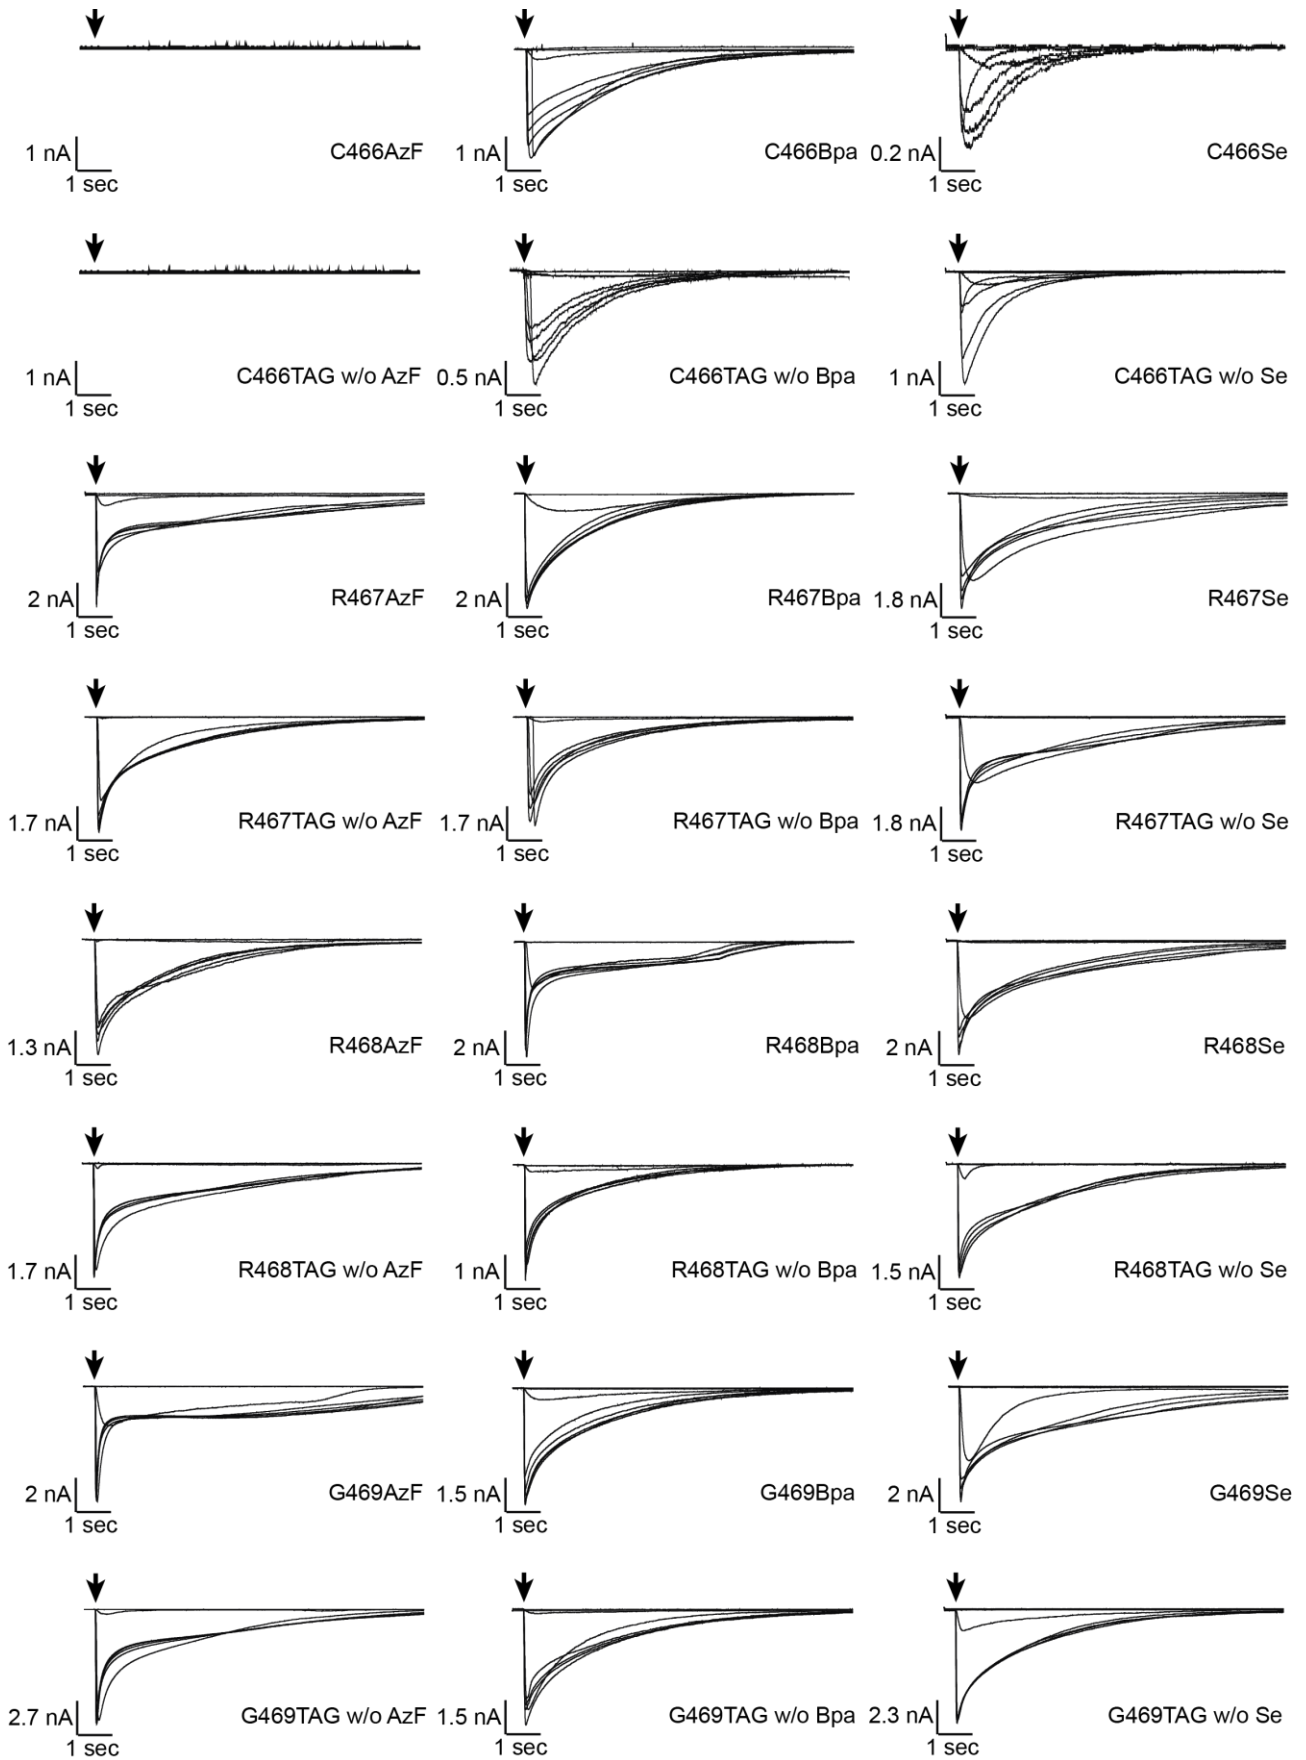 1 nA C466AzF 1 nA C466Bpa 0.2 nA C466Se
1 sec 1 sec 1 sec
1 nA C466TAG w/o AzF 0.5 nA C466TAG w/o Bpa 1 nA C466TAG w/o Se
1 sec 1 sec 1 sec
2 nA R467AzF 2 nA R467Bpa 1.8 nA R467Se
1 sec 1 sec 1 sec
1.7 nA R467TAG w/o AzF 1.7 nA R467TAG w/o Bpa 1.8 nA R467TAG w/o Se
1 sec 1 sec 1 sec
1.3 nA R468AzF 2 nA R468Bpa 2 nA R468Se
1 sec 1 sec 1 sec
1.7 nA R468TAG w/o AzF 1 nA R468TAG w/o Bpa 1.5 nA R468TAG w/o Se
1 sec 1 sec 1 sec
2 nA G469AzF 1.5 nA G469Bpa 2 nA G469Se
1 sec 1 sec 1 sec
2.7 nA G469TAG w/o AzF 1.5 nA G469TAG w/o Bpa 2.3 nA G469TAG w/o Se
1 sec 1 sec 1 sec